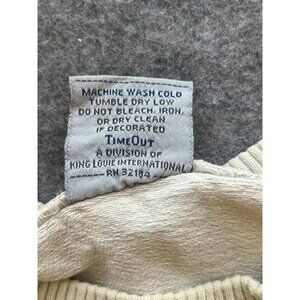 MACHINE WASH COLD
TUMBLE DRY LOW
DO NOT BLEACH, IRON,
OR DRY CLEAN
IF DECORATED
TIMEOUT
A DIVISION OF
KING LOUIE INTERNATIONAL
RN 32184